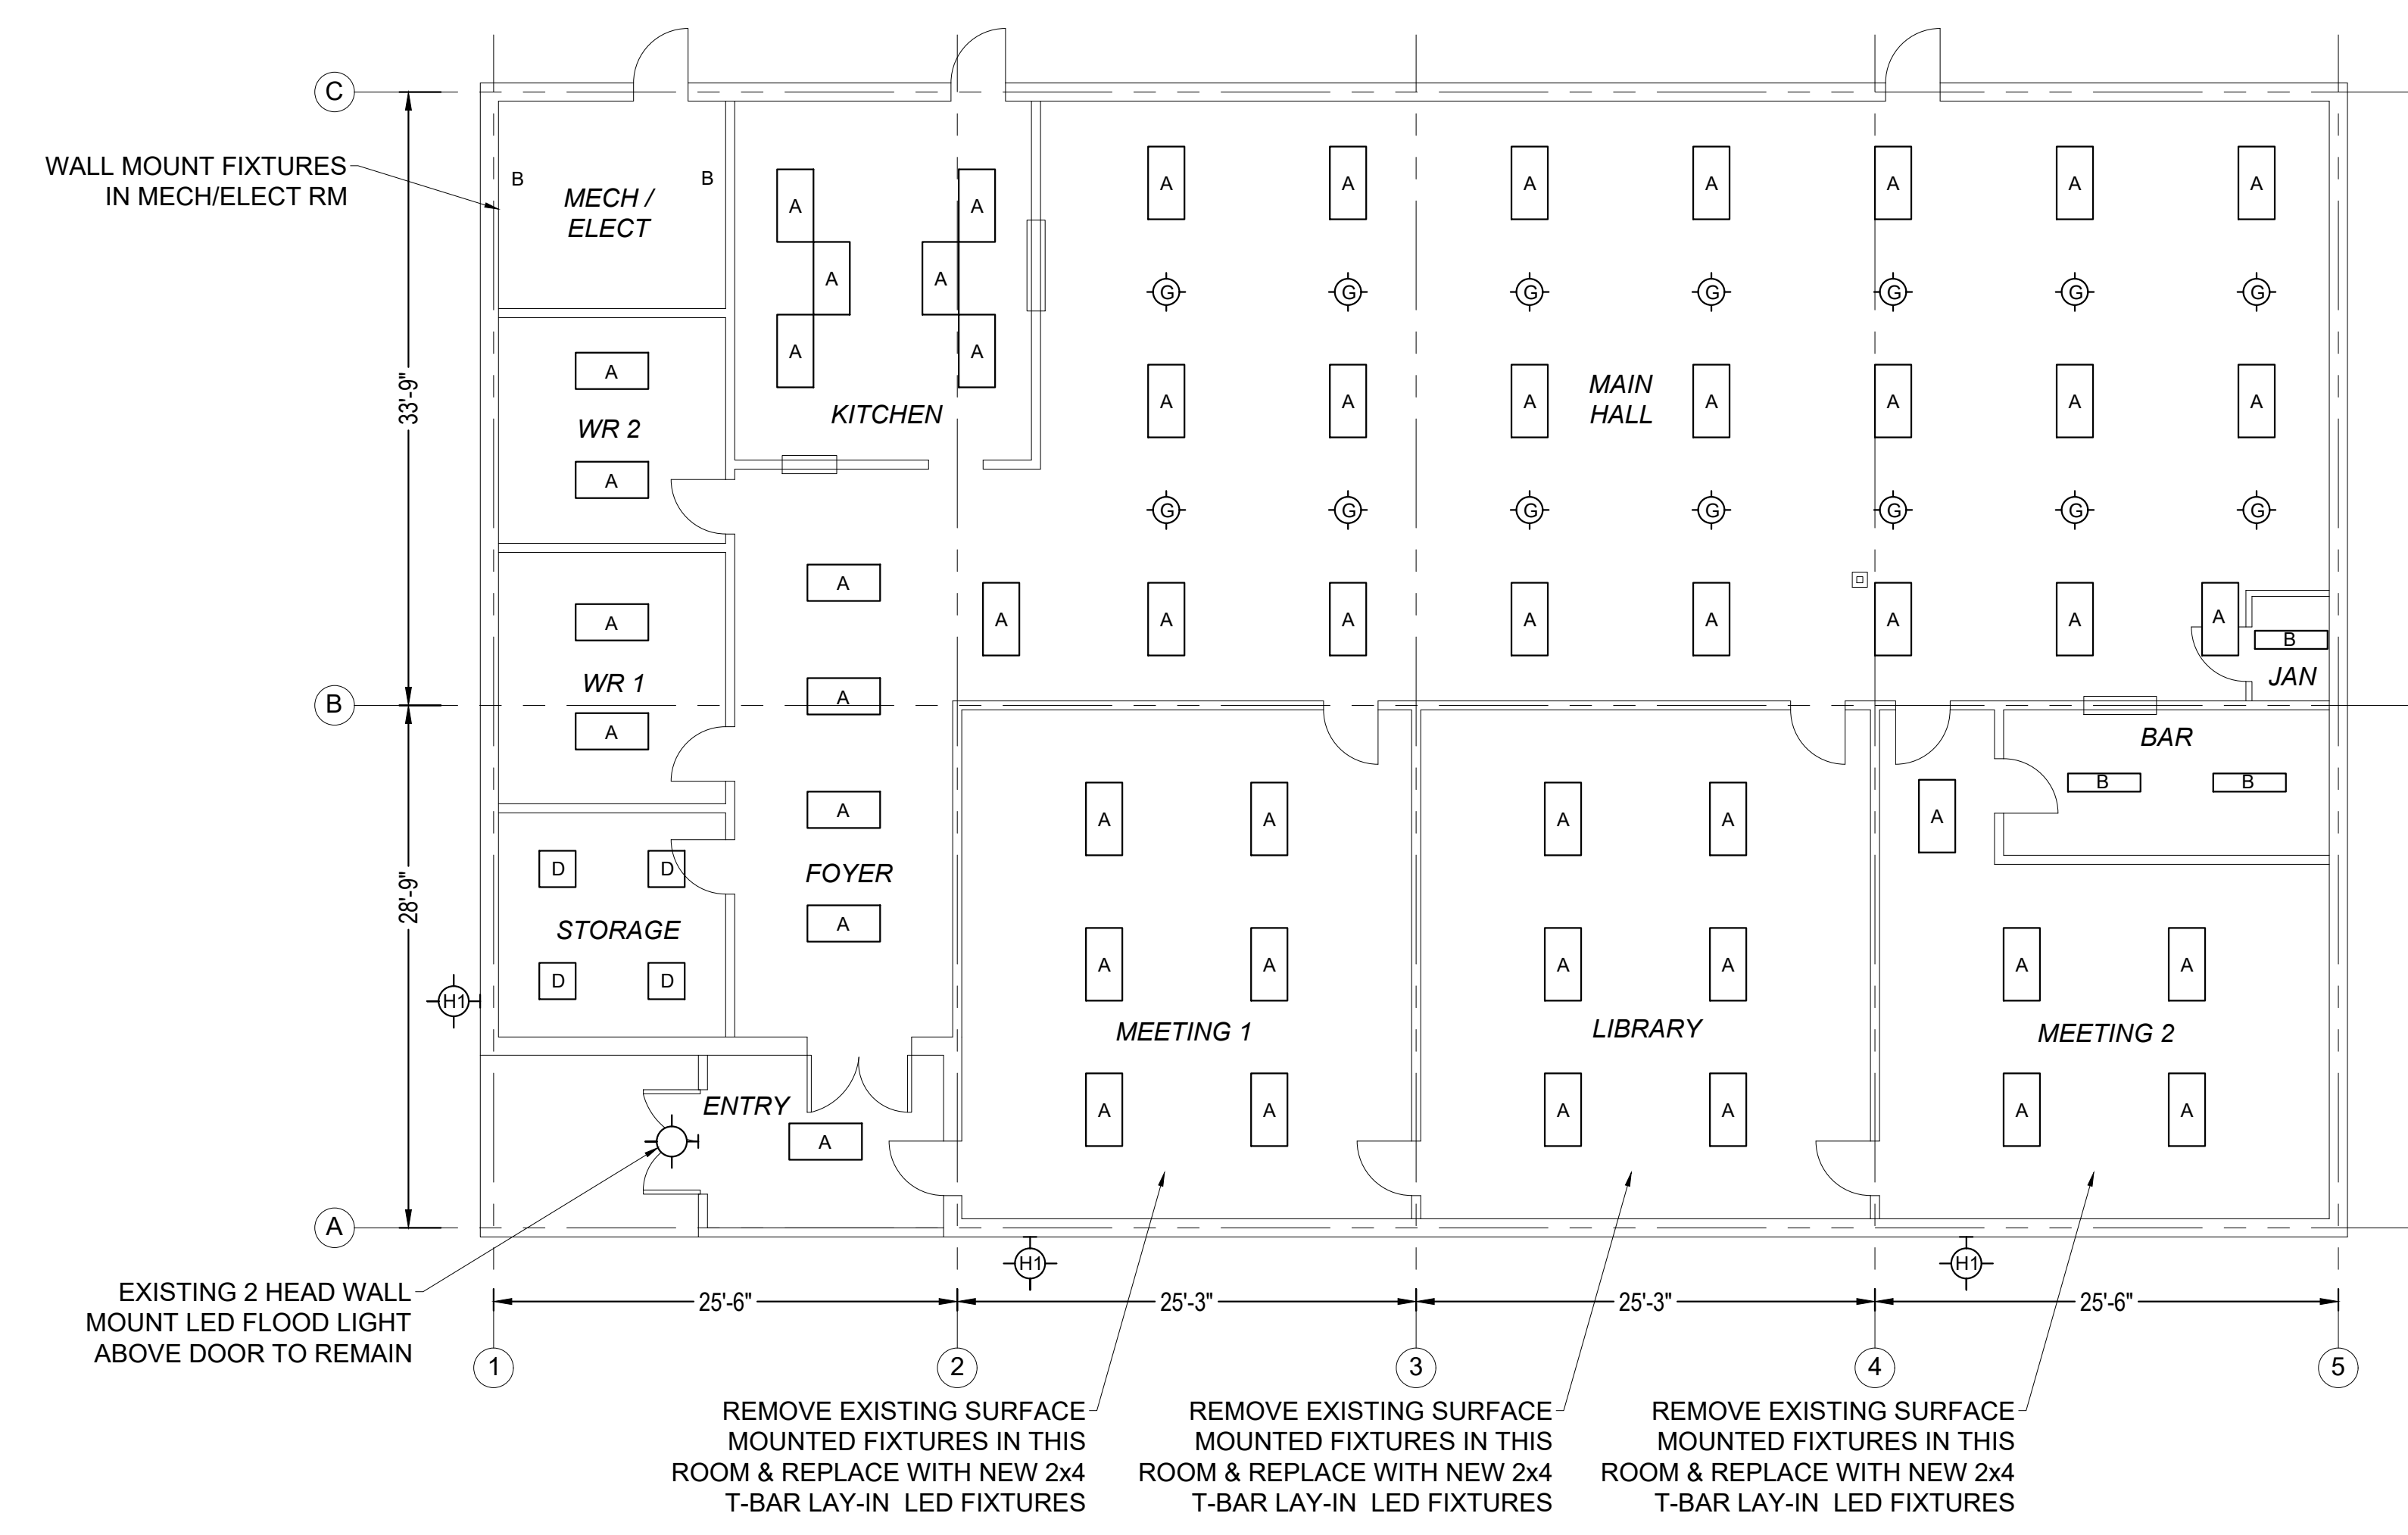 C
WALL MOUNT FIXTURES
IN MECH/ELECT RM
B B
MECH /
ELECT
A A A A A A A A A
A A
G G G G G G G
A A
A
WR 2
A
KITCHEN
A A A A A A A
MAIN
HALL
33'-9"
G G G G G G G
A
A
WR 1
A
A
A A A A A A A A
B
JAN
B
BAR
B B
A
A A A A A
D D
FOYER
28'-9"
STORAGE
A
D D
A A A A A A
MEETING 1
LIBRARY
MEETING 2
H1
ENTRY
A
A A A A A A
A
H1 H1
EXISTING 2 HEAD WALL
MOUNT LED FLOOD LIGHT
ABOVE DOOR TO REMAIN
25'-6" 25'-3" 25'-3" 25'-6"
1 2 3 4 5
REMOVE EXISTING SURFACE
MOUNTED FIXTURES IN THIS
ROOM & REPLACE WITH NEW 2x4
T-BAR LAY-IN LED FIXTURES
REMOVE EXISTING SURFACE
MOUNTED FIXTURES IN THIS
ROOM & REPLACE WITH NEW 2x4
T-BAR LAY-IN LED FIXTURES
REMOVE EXISTING SURFACE
MOUNTED FIXTURES IN THIS
ROOM & REPLACE WITH NEW 2x4
T-BAR LAY-IN LED FIXTURES